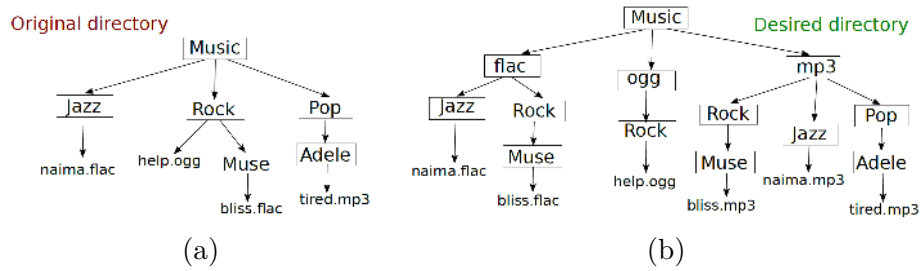 Original directory
Music
Jazz
Rock
Pop
naima.flac
help.ogg
Muse
Adele
bliss.flac
tired.mp3
(a)
Music
Desired directory
flac
ogg
mp3
Jazz
Rock
Rock
Rock
Jazz
Pop
naima.flac
Muse
help.ogg
Muse
naima.mp3
Adele
bliss.flac
bliss.mp3
tired.mp3
(b)